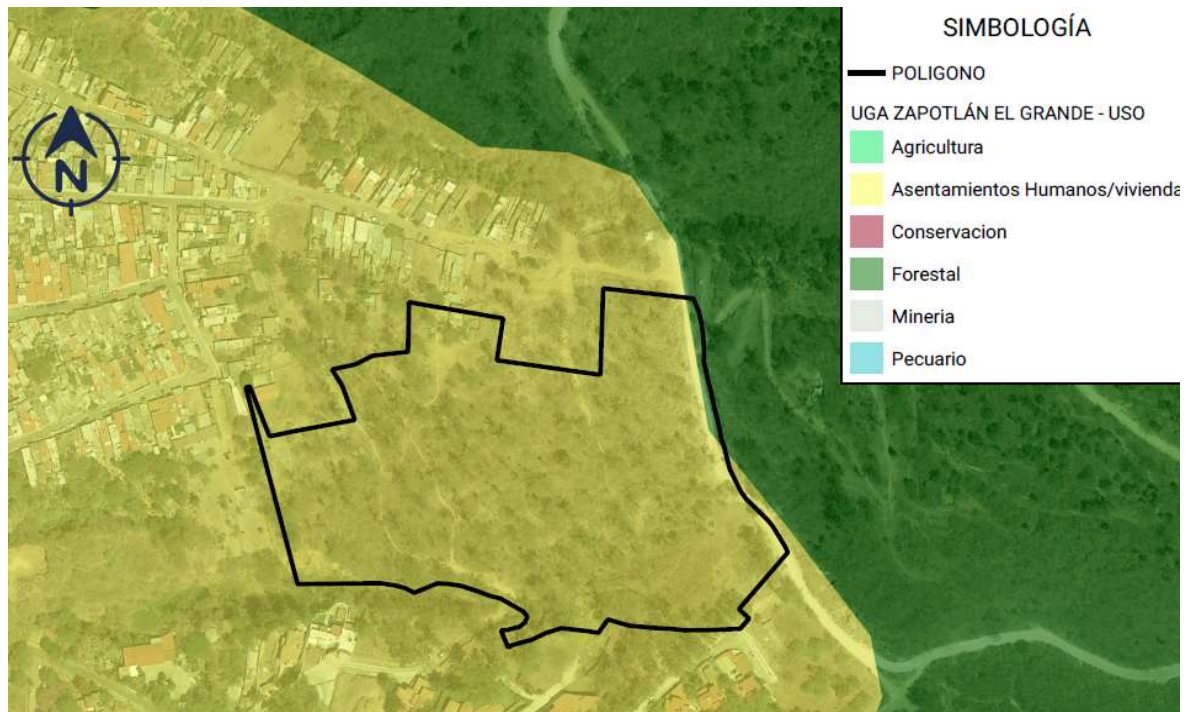 SIMBOLOGÍA
POLIGONO
UGA ZAPOTLÁN EL GRANDE - USO
Agricultura
Asentamientos Humanos/vivienda
Conservacion
Forestal
Mineria
Pecuario
N